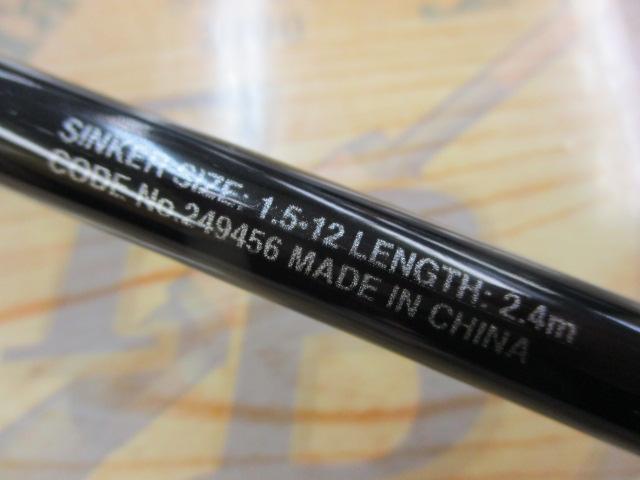 SINKER SIZE: 1.5-12 LENGTH: 2.4m
CODE No.249456 MADE IN CHINA